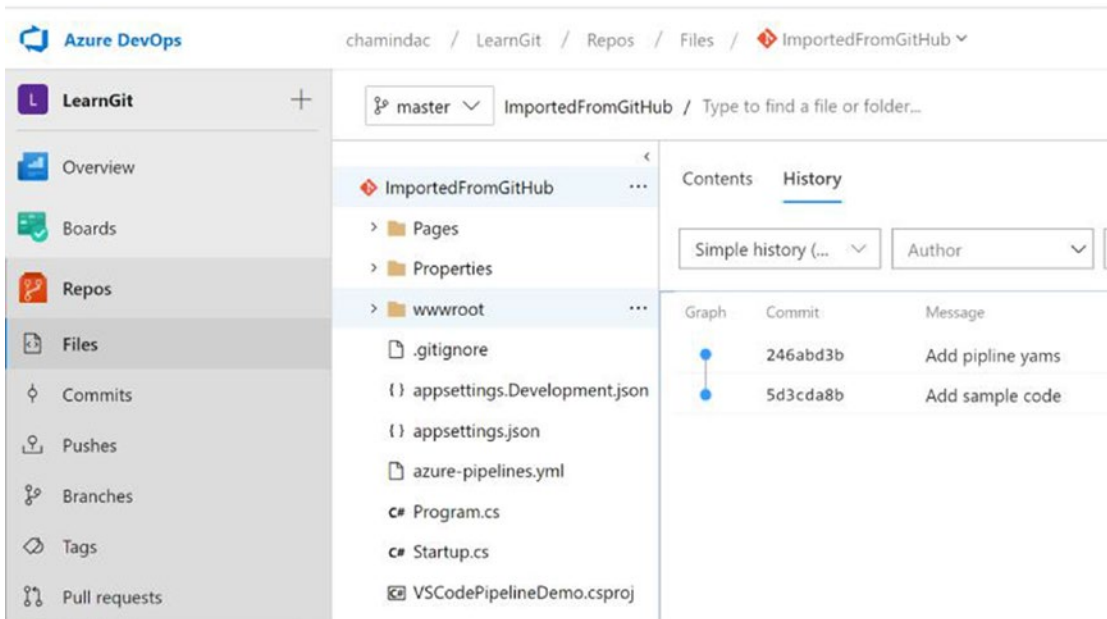 Azure DevOps
chamindac / LearnGit / Repos / Files / ImportedFromGitHub
L LearnGit
master ImportedFromGitHub / Type to find a file or folder...
Overview
Boards
Repos
Files
Commits
Pushes
Branches
Tags
Pull requests
ImportedFromGitHub ...
Pages
Properties
wwwroot ...
.gitignore
{} appsettings.Development.json
{} appsettings.json
azure-pipelines.yml
C# Program.cs
C# Startup.cs
C# VSCodePipelineDemo.csproj
Contents History
Simple history (... Author
Graph Commit Message
246abd3b Add pipline yams
5d3cda8b Add sample code